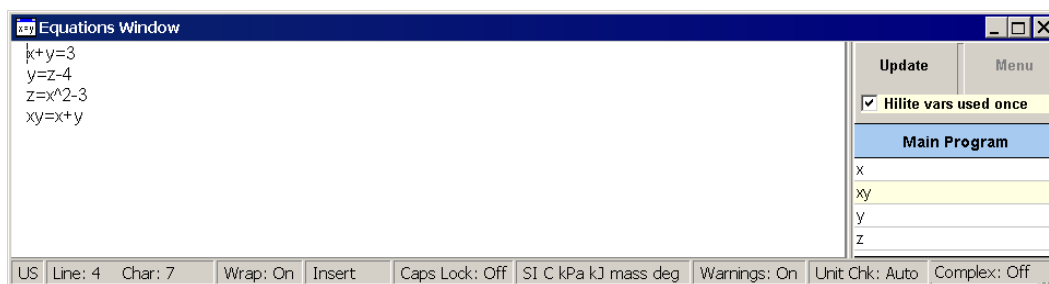 x=y Equations Window
x+y=3
y=z-4
z=x^2-3
xy=x+y
Update Menu
Hilite vars used once
Main Program
x
xy
y
z
US Line: 4 Char: 7 Wrap: On Insert Caps Lock: Off SI C kPa kJ mass deg Warnings: On Unit Chk: Auto Complex: Off